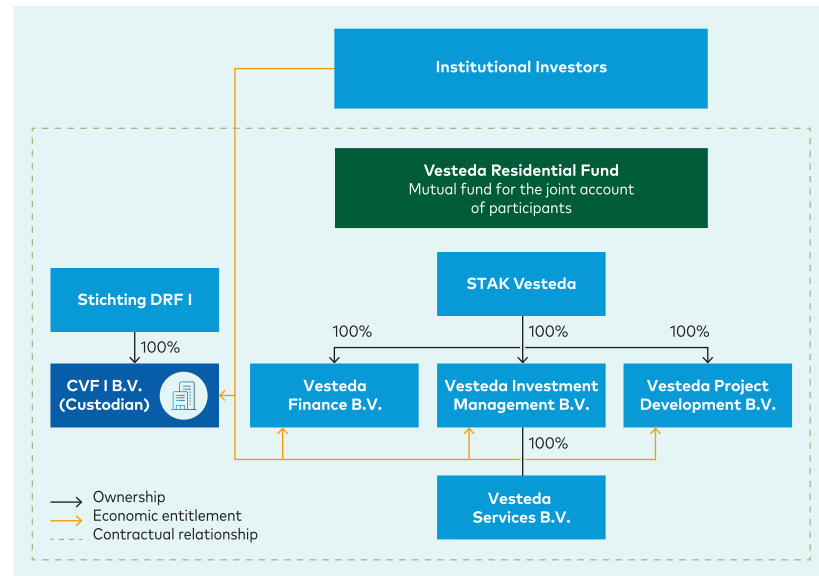 Institutional Investors
Vesteda Residential Fund
Mutual fund for the joint account
of participants
STAK Vesteda
Stichting DRF I
100%
100%
100%
100%
CVF I B.V.
(Custodian)
Vesteda
Finance B.V.
Vesteda Investment
Management B.V.
Vesteda Project
Development B.V.
100%
Vesteda
Services B.V.
Ownership
Economic entitlement
Contractual relationship